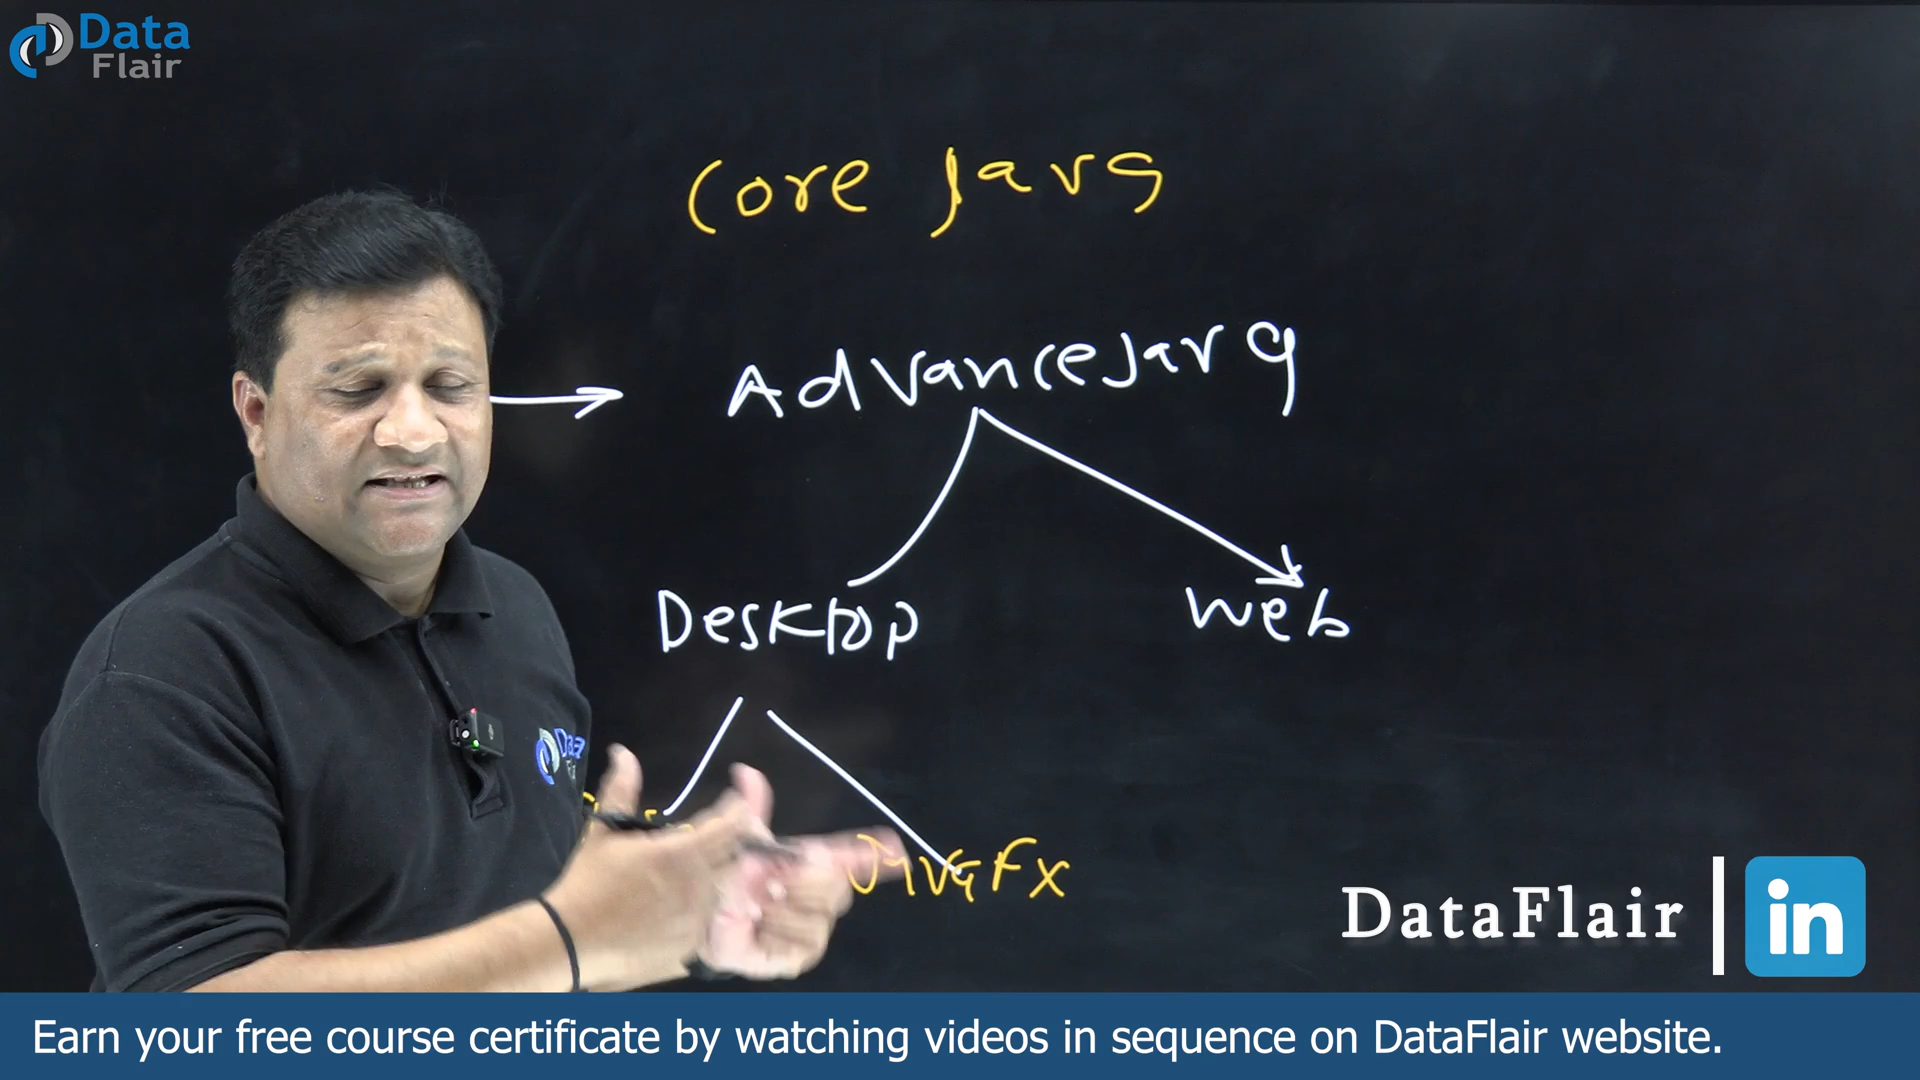 Data
Flair
Core Java
Advance Java
Desktop
Web
JavaFx
DataFlair
in
Earn your free course certificate by watching videos in sequence on DataFlair website.